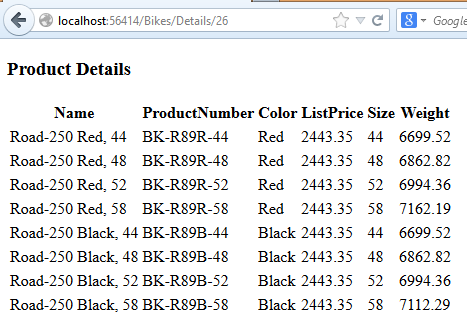 localhost:56414/Bikes/Details/26
Google
Product Details
Name ProductNumber Color ListPrice Size Weight
Road-250 Red, 44 BK-R89R-44 Red 2443.35 44 6699.52
Road-250 Red, 48 BK-R89R-48 Red 2443.35 48 6862.82
Road-250 Red, 52 BK-R89R-52 Red 2443.35 52 6994.36
Road-250 Red, 58 BK-R89R-58 Red 2443.35 58 7162.19
Road-250 Black, 44 BK-R89B-44 Black 2443.35 44 6699.52
Road-250 Black, 48 BK-R89B-48 Black 2443.35 48 6862.82
Road-250 Black, 52 BK-R89B-52 Black 2443.35 52 6994.36
Road-250 Black, 58 BK-R89B-58 Black 2443.35 58 7112.29